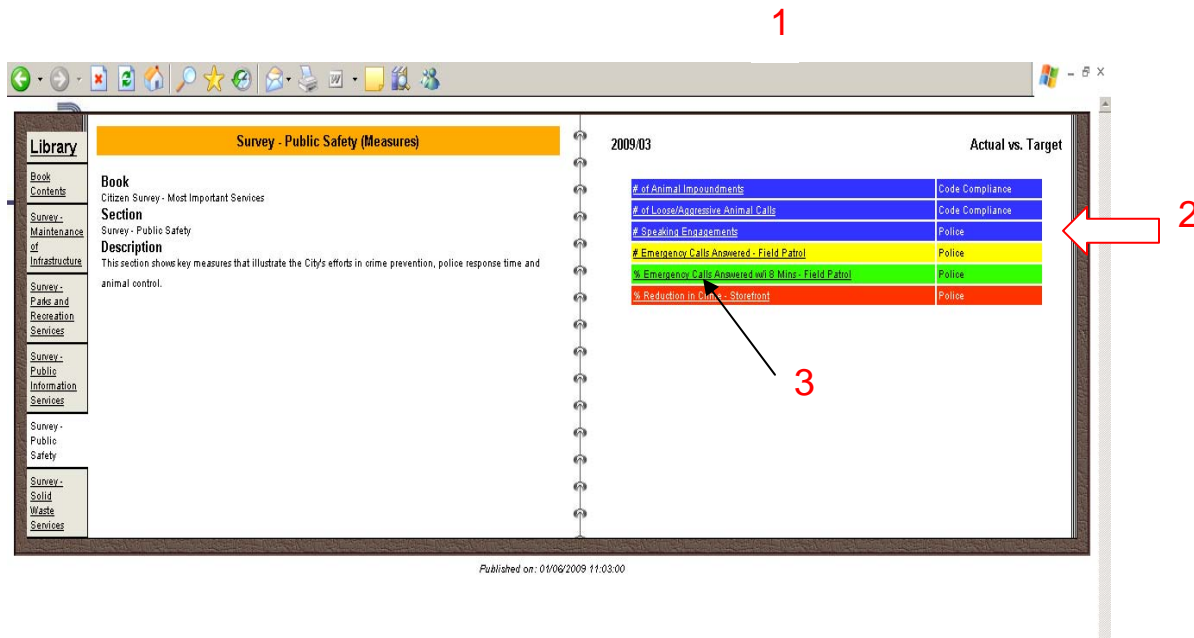 1
Library
Book
Contents
Survey -
Maintenance
of
Infrastructure
Survey -
Parks and
Recreation
Services
Survey -
Public
Information
Services
Survey -
Public
Safety
Survey -
Solid
Waste
Services
Survey - Public Safety (Measures)
Book
Citizen Survey - Most Important Services
Section
Survey - Public Safety
Description
This section shows key measures that illustrate the City's efforts in crime prevention, police response time and
animal control.
2009/03 Actual vs. Target
# of Animal Impoundments Code Compliance
# of Loose/Aggressive Animal Calls Code Compliance
# Speaking Engagements Police
# Emergency Calls Answered - Field Patrol Police
% Emergency Calls Answered w/i 8 Mins - Field Patrol Police
% Reduction in Crime - Storefront Police
2
3
Published on: 01/06/2009 11:03:00